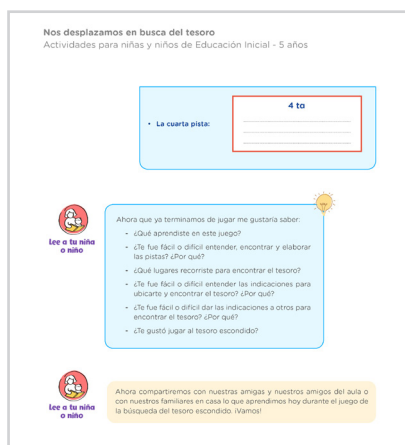 Nos desplazamos en busca del tesoro
Actividades para niñas y niños de Educación Inicial - 5 años
4 ta
• La cuarta pista:
Ahora que ya terminamos de jugar me gustaría saber:
- ¿Qué aprendiste en este juego?
- ¿Te fue fácil o difícil entender, encontrar y elaborar
las pistas? ¿Por qué?
- ¿Qué lugares recorriste para encontrar el tesoro?
- ¿Te fue fácil o difícil entender las indicaciones para
ubicarte y encontrar el tesoro? ¿Por qué?
- ¿Te fue fácil o difícil dar las indicaciones a otros para
encontrar el tesoro? ¿Por qué?
- ¿Te gustó jugar al tesoro escondido?
Lee a tu niña
o niño
Ahora compartiremos con nuestras amigas y nuestros amigos del aula o
con nuestros familiares en casa lo que aprendimos hoy durante el juego de
la búsqueda del tesoro escondido. ¡Vamos!
Lee a tu niña
o niño